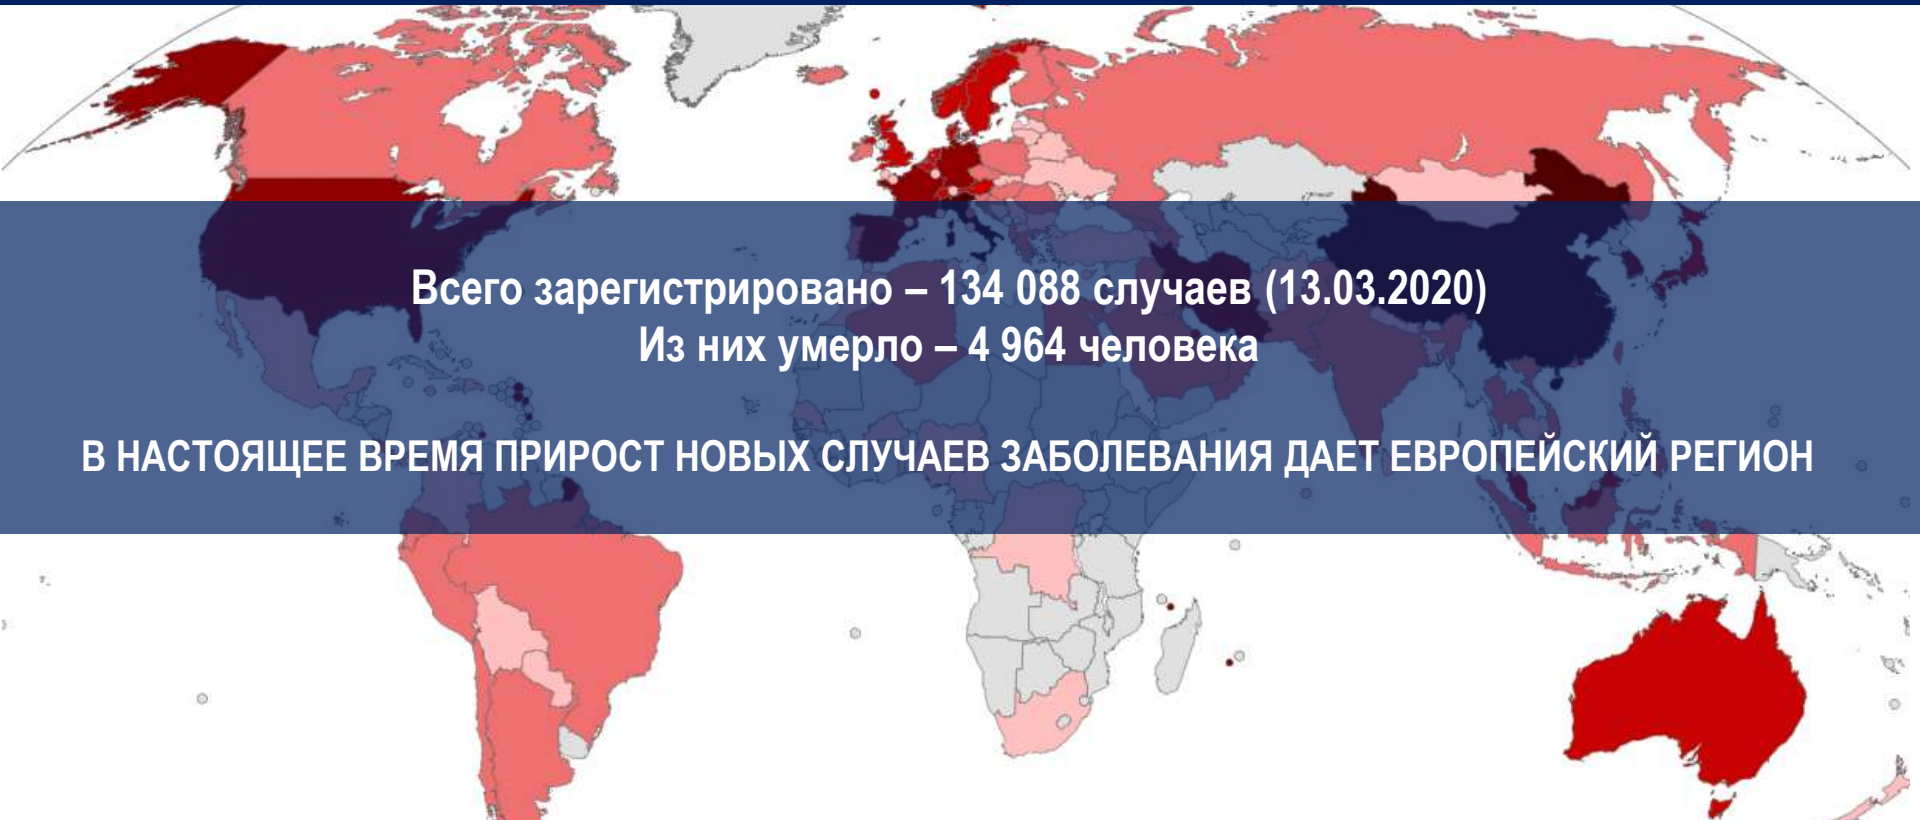 Всего зарегистрировано – 134 088 случаев (13.03.2020)
Из них умерло – 4 964 человека
В НАСТОЯЩЕЕ ВРЕМЯ ПРИРОСТ НОВЫХ СЛУЧАЕВ ЗАБОЛЕВАНИЯ ДАЕТ ЕВРОПЕЙСКИЙ РЕГИОН